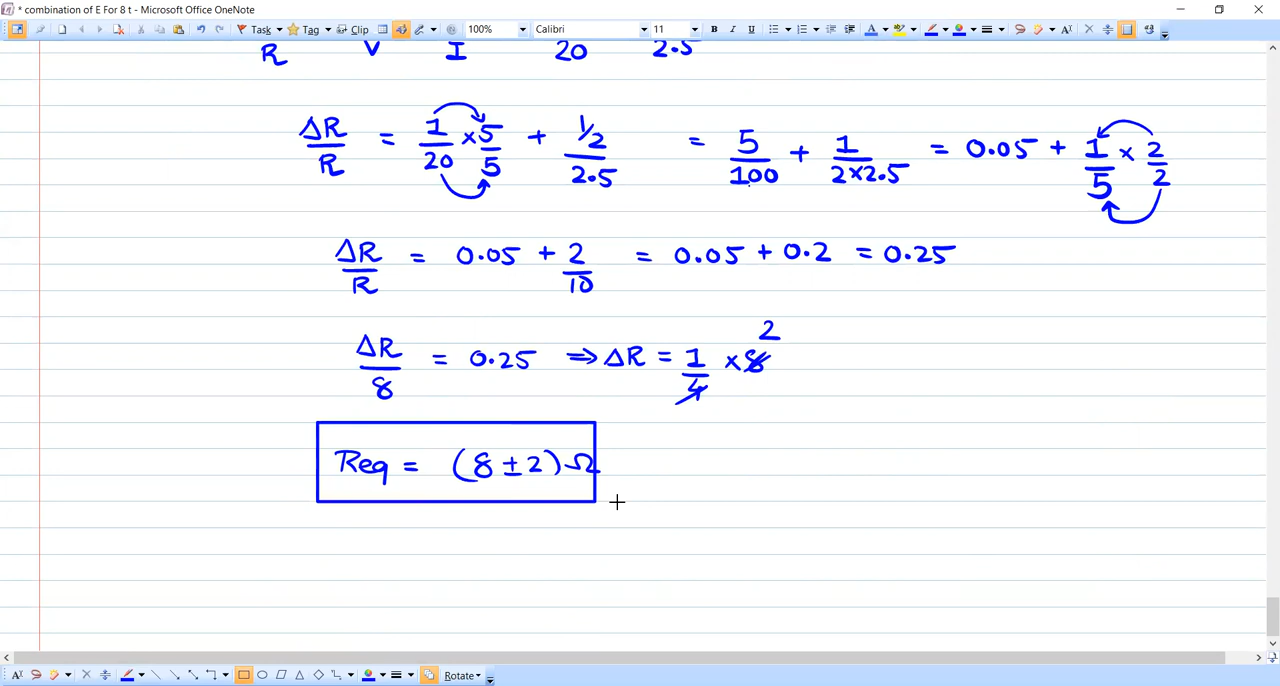 * combination of E For 8 t - Microsoft Office OneNote
Task Tag Clip 100% Calibri 11 B I U
R V I 20 2.5
ΔR/R = 1/20 × 5/5 + ½/2.5 = 5/100 + 1/(2×2.5) = 0.05 + 1/5 × 2/2
ΔR/R = 0.05 + 2/10 = 0.05 + 0.2 = 0.25
ΔR/8 = 0.25 ⇒ ΔR = 1/4 × 8 2
Req = (8 ± 2) Ω
Rotate